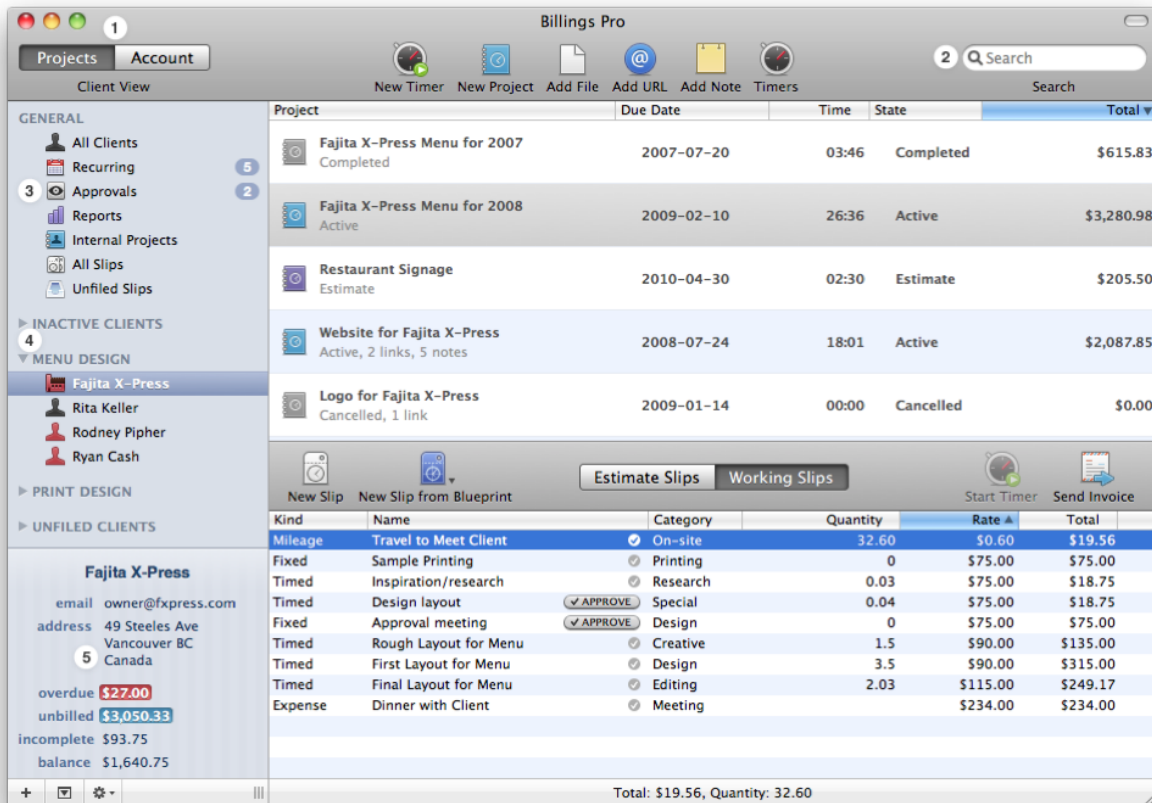 Billings Pro
1
Projects Account
Client View
New Timer New Project Add File Add URL Add Note Timers
2 Search
Search
GENERAL
All Clients
Recurring 5
3 Approvals 2
Reports
Internal Projects
All Slips
Unfiled Slips
INACTIVE CLIENTS
4
MENU DESIGN
Fajita X-Press
Rita Keller
Rodney Pipher
Ryan Cash
PRINT DESIGN
UNFILED CLIENTS
Fajita X-Press
email owner@fxpress.com
address 49 Steeles Ave
Vancouver BC
5 Canada
overdue $27.00
unbilled $3,050.33
incomplete $93.75
balance $1,640.75
Project Due Date Time State Total
Fajita X-Press Menu for 2007
Completed
2007-07-20 03:46 Completed $615.83
Fajita X-Press Menu for 2008
Active
2009-02-10 26:36 Active $3,280.98
Restaurant Signage
Estimate
2010-04-30 02:30 Estimate $205.50
Website for Fajita X-Press
Active, 2 links, 5 notes
2008-07-24 18:01 Active $2,087.85
Logo for Fajita X-Press
Cancelled, 1 link
2009-01-14 00:00 Cancelled $0.00
New Slip New Slip from Blueprint
Estimate Slips Working Slips
Start Timer Send Invoice
Kind Name Category Quantity Rate Total
Mileage Travel to Meet Client On-site 32.60 $0.60 $19.56
Fixed Sample Printing Printing 0 $75.00 $75.00
Timed Inspiration/research Research 0.03 $75.00 $18.75
Timed Design layout APPROVE Special 0.04 $75.00 $18.75
Fixed Approval meeting APPROVE Design 0 $75.00 $75.00
Timed Rough Layout for Menu Creative 1.5 $90.00 $135.00
Timed First Layout for Menu Design 3.5 $90.00 $315.00
Timed Final Layout for Menu Editing 2.03 $115.00 $249.17
Expense Dinner with Client Meeting $234.00 $234.00
Total: $19.56, Quantity: 32.60